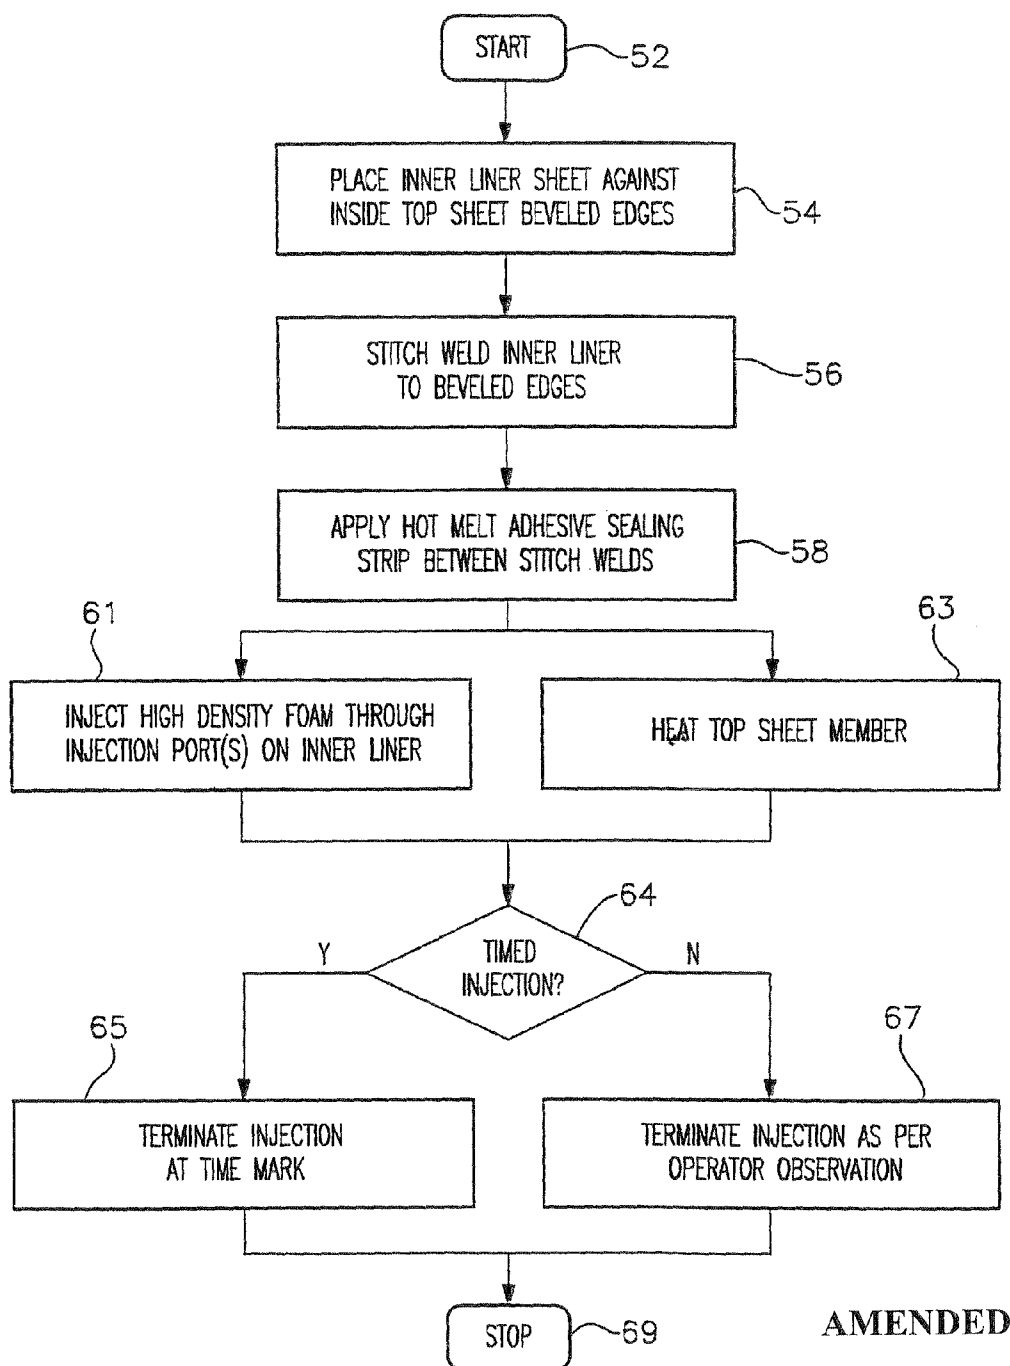 START
52
PLACE INNER LINER SHEET AGAINST
INSIDE TOP SHEET BEVELED EDGES
54
STITCH WELD INNER LINER
TO BEVELED EDGES
56
APPLY HOT MELT ADHESIVE SEALING
STRIP BETWEEN STITCH WELDS
58
61
INJECT HIGH DENSITY FOAM THROUGH
INJECTION PORT(S) ON INNER LINER
63
HEAT TOP SHEET MEMBER
64
TIMED
INJECTION?
Y
N
65
TERMINATE INJECTION
AT TIME MARK
67
TERMINATE INJECTION AS PER
OPERATOR OBSERVATION
STOP
69
AMENDED